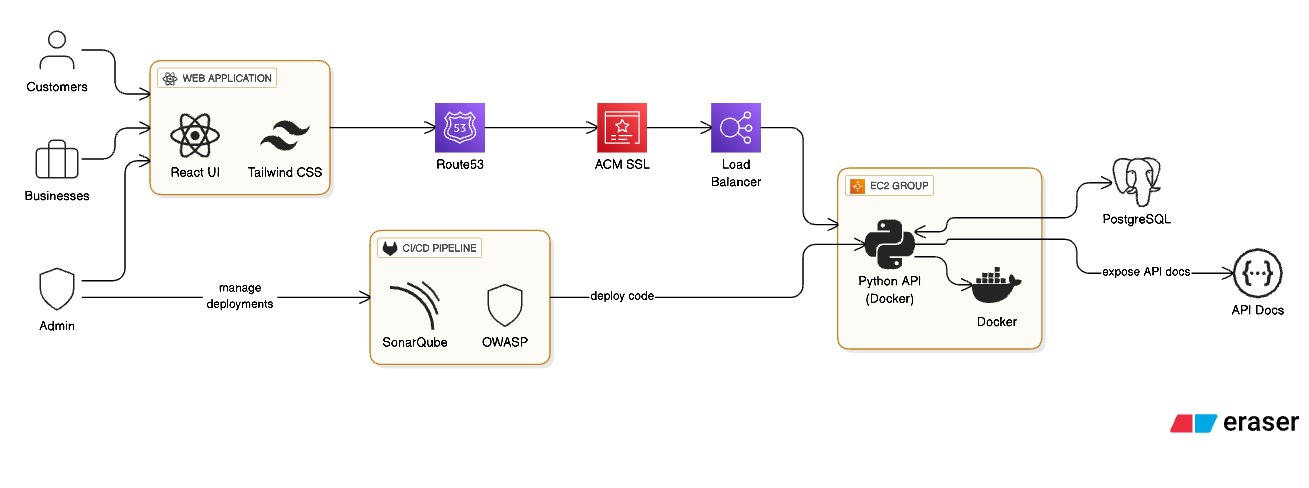 Customers
WEB APPLICATION
React UI
Tailwind CSS
Businesses
53
Route53
ACM SSL
Load
Balancer
EC2 GROUP
PostgreSQL
Admin
manage
deployments
CI/CD PIPELINE
SonarQube
OWASP
deploy code
Python API
(Docker)
Docker
expose API docs
{...}
API Docs
eraser